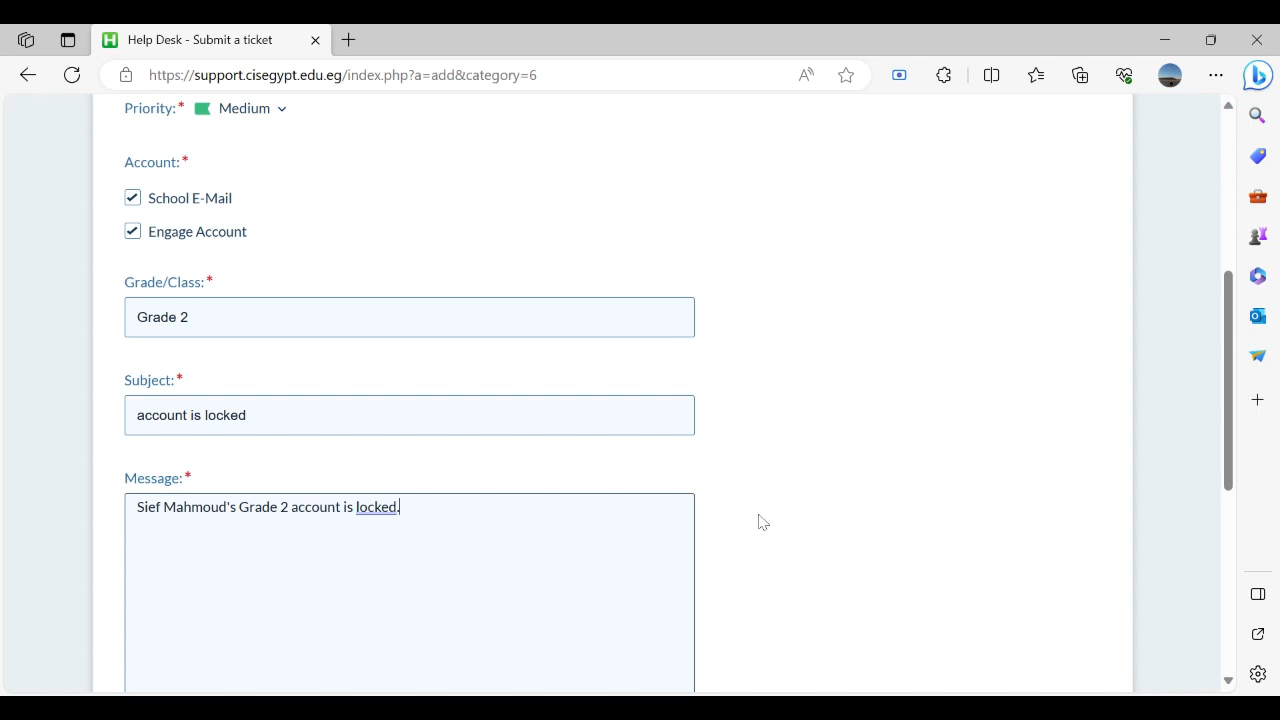 Help Desk - Submit a ticket
https://support.cisegypt.edu.eg/index.php?a=add&category=6
Priority:* Medium
Account:*
School E-Mail
Engage Account
Grade/Class:*
Grade 2
Subject:*
account is locked
Message:*
Sief Mahmoud's Grade 2 account is locked.